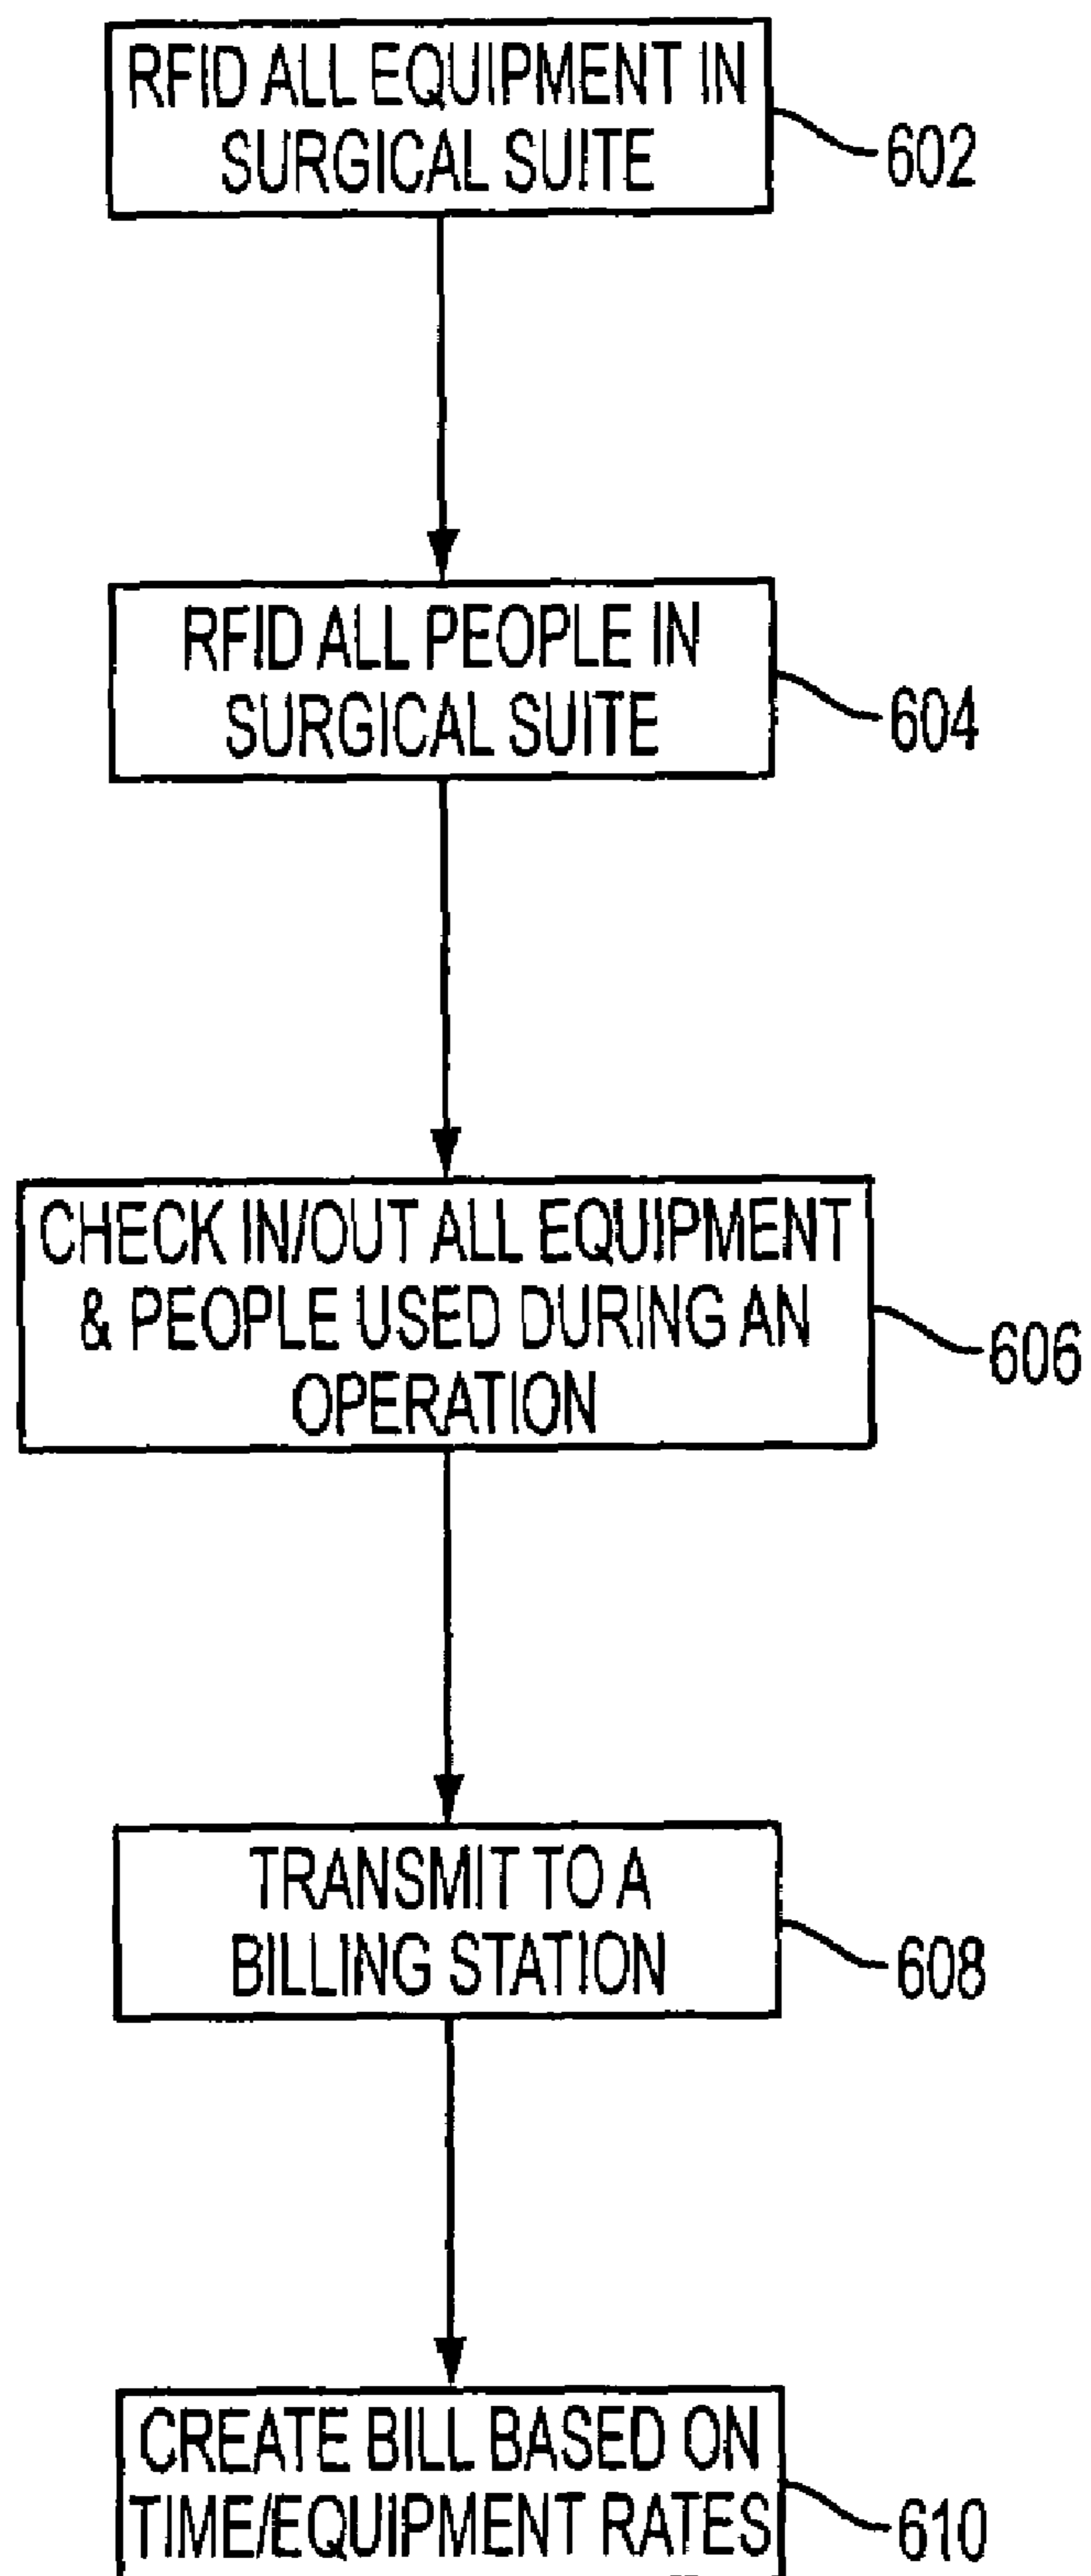 RFID ALL EQUIPMENT IN
SURGICAL SUITE
602
RFID ALL PEOPLE IN
SURGICAL SUITE
604
CHECK IN/OUT ALL EQUIPMENT
& PEOPLE USED DURING AN
OPERATION
606
TRANSMIT TO A
BILLING STATION
608
CREATE BILL BASED ON
TIME/EQUIPMENT RATES
610